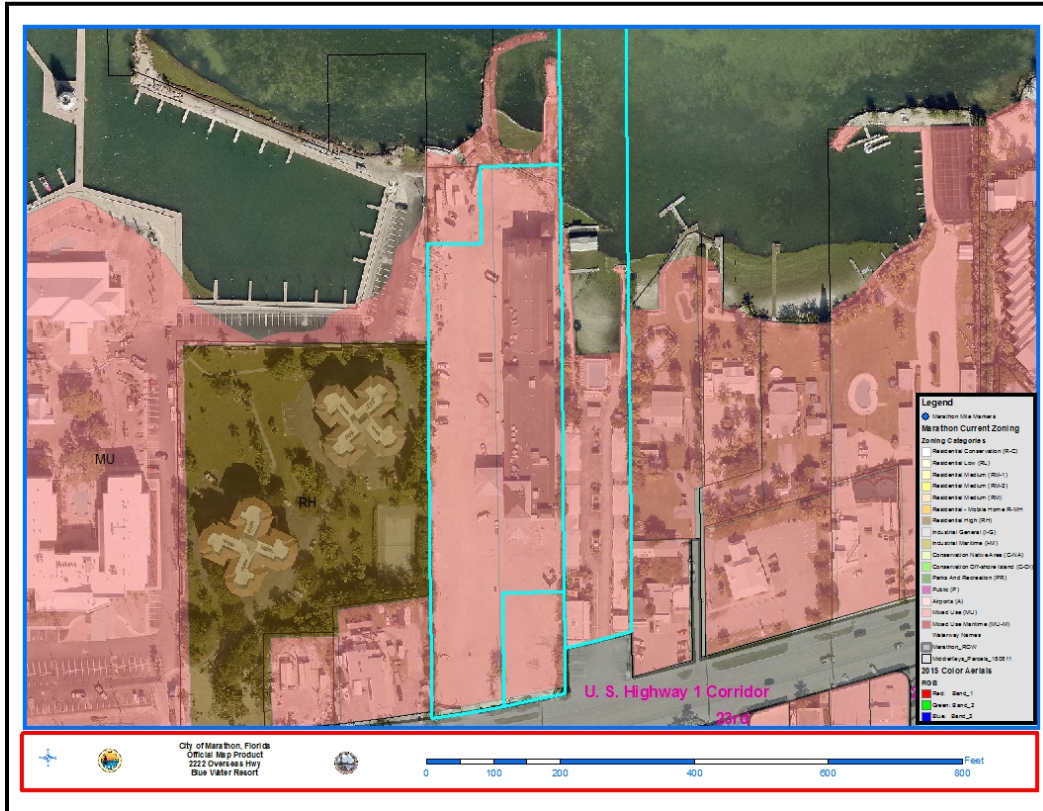 MU
RH
U. S. Highway 1 Corridor
23rd
Legend
Marathon Mile Markers
Marathon Current Zoning
Zoning Categories
Residential Conservation (R-C)
Residential Low (RL)
Residential Medium (RM-1)
Residential Medium (RM-2)
Residential Medium (RM)
Residential - Mobile Home R-MH
Residential High (RH)
Industrial General (I-G)
Industrial Maritime (I-M)
Conservation Native Area (C-NA)
Conservation Off-shore Island (C-OI)
Parks And Recreation (PR)
Public (P)
Airports (A)
Mixed Use (MU)
Mixed Use Maritime (MU-M)
Waterway Names
Marathon_ROW
MiddleKeys_Parcels_150811
2015 Color Aerials
RGB
Red: Band_1
Green: Band_2
Blue: Band_3
City of Marathon, Florida
Official Map Product
2222 Overseas Hwy
Blue Water Resort
Feet
0 100 200 400 600 800